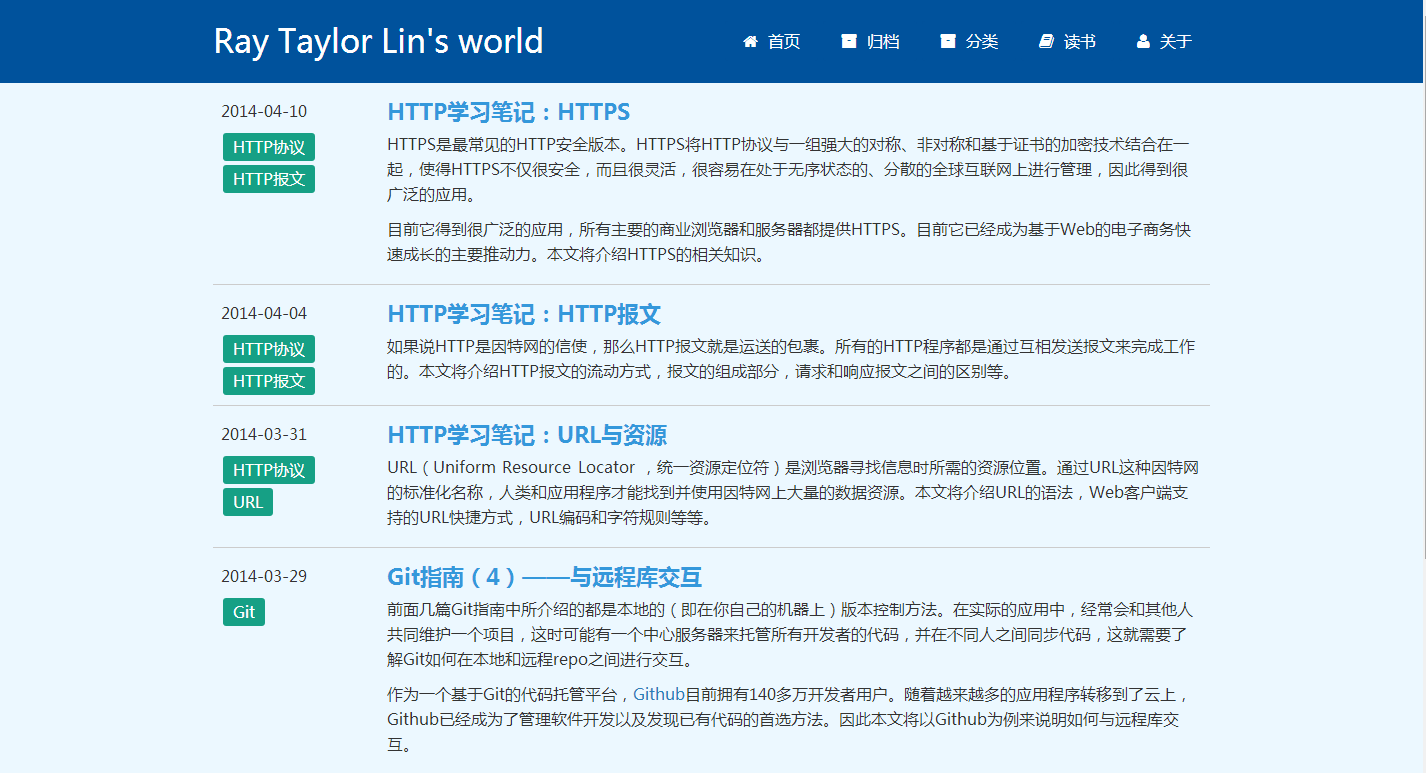 Ray Taylor Lin's world
首页 归档 分类 读书 关于
2014-04-10
HTTP协议
HTTP报文
HTTP学习笔记：HTTPS
HTTPS是最常见的HTTP安全版本。HTTPS将HTTP协议与一组强大的对称、非对称和基于证书的加密技术结合在一
起，使得HTTPS不仅很安全，而且很灵活，很容易在处于无序状态的、分散的全球互联网上进行管理，因此得到很
广泛的应用。
目前它得到很广泛的应用，所有主要的商业浏览器和服务器都提供HTTPS。目前它已经成为基于Web的电子商务快
速成长的主要推动力。本文将介绍HTTPS的相关知识。
2014-04-04
HTTP协议
HTTP报文
HTTP学习笔记：HTTP报文
如果说HTTP是因特网的信使，那么HTTP报文就是运送的包裹。所有的HTTP程序都是通过互相发送报文来完成工作
的。本文将介绍HTTP报文的流动方式，报文的组成部分，请求和响应报文之间的区别等。
2014-03-31
HTTP协议
URL
HTTP学习笔记：URL与资源
URL（Uniform Resource Locator ，统一资源定位符）是浏览器寻找信息时所需的资源位置。通过URL这种因特网
的标准化名称，人类和应用程序才能找到并使用因特网上大量的数据资源。本文将介绍URL的语法，Web客户端支
持的URL快捷方式，URL编码和字符规则等等。
2014-03-29
Git
Git指南（4）——与远程库交互
前面几篇Git指南中所介绍的都是本地的（即在你自己的机器上）版本控制方法。在实际的应用中，经常会和其他人
共同维护一个项目，这时可能有一个中心服务器来托管所有开发者的代码，并在不同人之间同步代码，这就需要了
解Git如何在本地和远程repo之间进行交互。
作为一个基于Git的代码托管平台，Github目前拥有140多万开发者用户。随着越来越多的应用程序转移到了云上，
Github已经成为了管理软件开发以及发现已有代码的首选方法。因此本文将以Github为例来说明如何与远程库交
互。